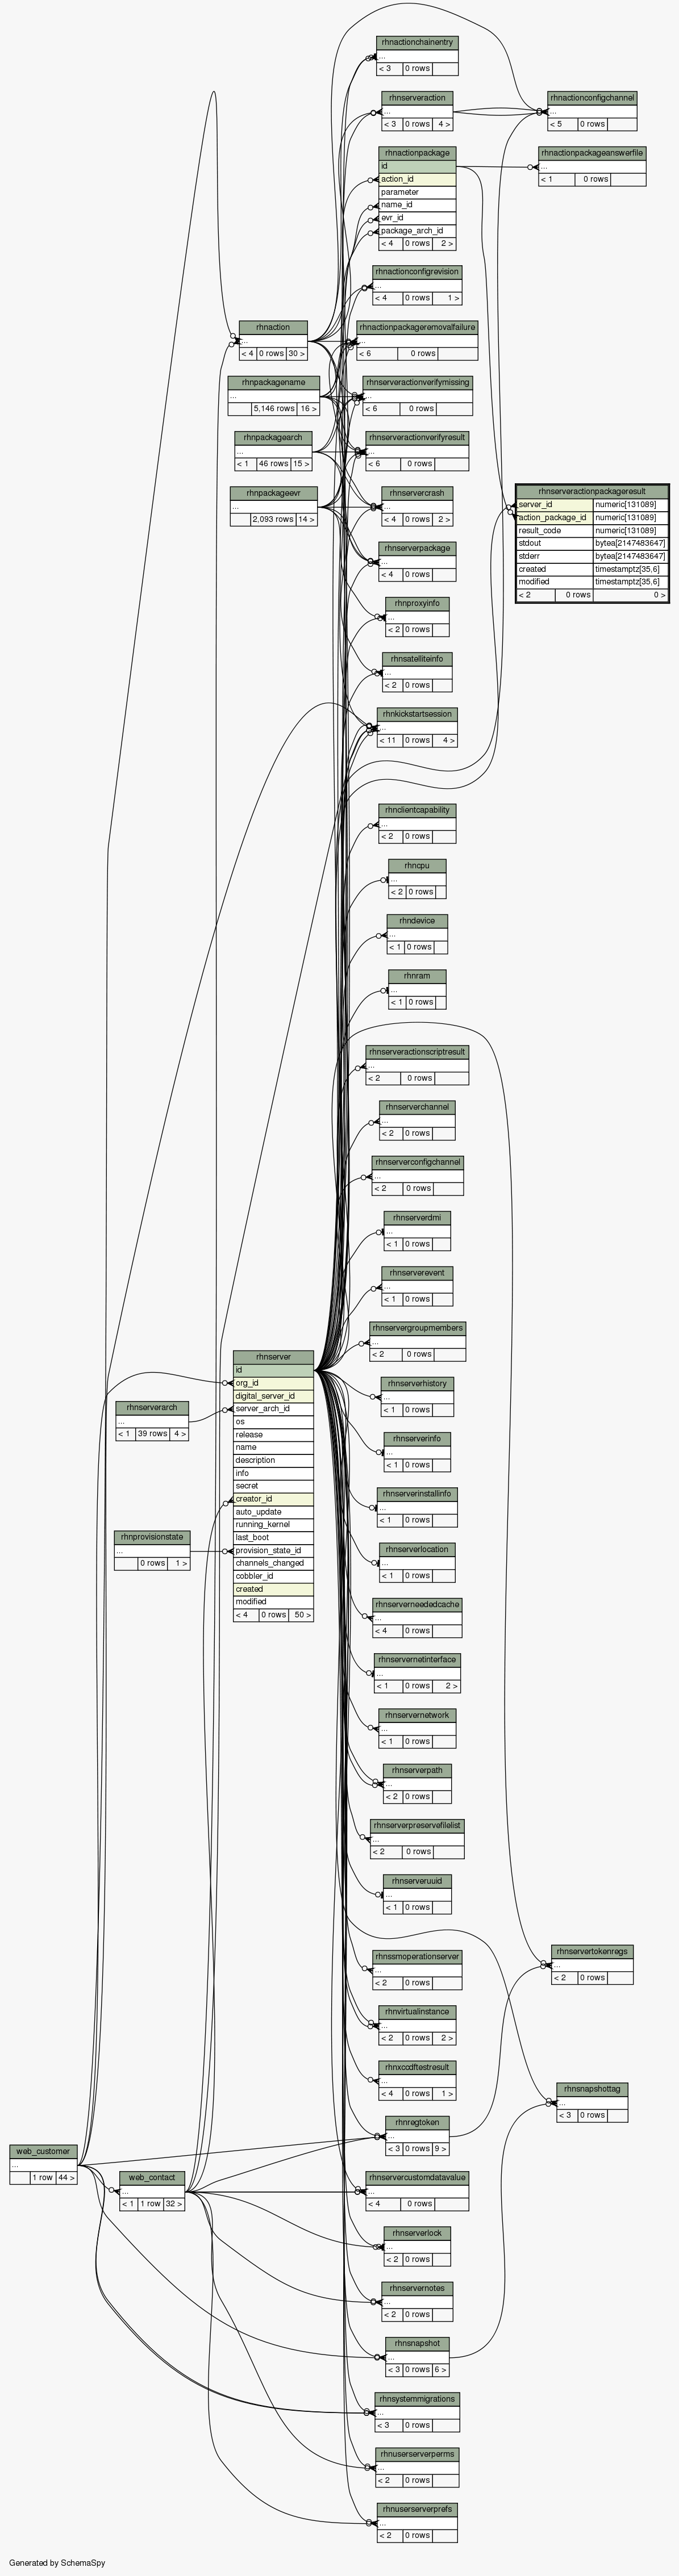 rhnactionchainentry
...
< 3 0 rows
rhnserveraction
...
< 3 0 rows 4 >
rhnactionconfigchannel
...
< 5 0 rows
rhnactionpackage
id
action_id
parameter
name_id
evr_id
package_arch_id
< 4 0 rows 2 >
rhnactionpackageanswerfile
...
< 1 0 rows
rhnactionconfigrevision
...
< 4 0 rows 1 >
rhnaction
...
< 4 0 rows 30 >
rhnactionpackageremovalfailure
...
< 6 0 rows
rhnpackagename
...
5,146 rows 16 >
rhnserveractionverifymissing
...
< 6 0 rows
rhnpackagearch
...
< 1 46 rows 15 >
rhnserveractionverifyresult
...
< 6 0 rows
rhnpackageevr
...
2,093 rows 14 >
rhnservercrash
...
< 4 0 rows 2 >
rhnserveractionpackageresult
server_id numeric[131089]
action_package_id numeric[131089]
result_code numeric[131089]
stdout bytea[2147483647]
stderr bytea[2147483647]
created timestamptz[35,6]
modified timestamptz[35,6]
< 2 0 rows 0 >
rhnserverpackage
...
< 4 0 rows
rhnproxyinfo
...
< 2 0 rows
rhnsatelliteinfo
...
< 2 0 rows
rhnkickstartsession
...
< 11 0 rows 4 >
rhnclientcapability
...
< 2 0 rows
rhncpu
...
< 2 0 rows
rhndevice
...
< 1 0 rows
rhnram
...
< 1 0 rows
rhnserveractionscriptresult
...
< 2 0 rows
rhnserverchannel
...
< 2 0 rows
rhnserverconfigchannel
...
< 2 0 rows
rhnserverdmi
...
< 1 0 rows
rhnserverevent
...
< 1 0 rows
rhnservergroupmembers
...
< 2 0 rows
rhnserver
id
org_id
digital_server_id
server_arch_id
os
release
name
description
info
secret
creator_id
auto_update
running_kernel
last_boot
provision_state_id
channels_changed
cobbler_id
created
modified
< 4 0 rows 50 >
rhnserverarch
...
< 1 39 rows 4 >
rhnprovisionstate
...
0 rows 1 >
rhnserverhistory
...
< 1 0 rows
rhnserverinfo
...
< 1 0 rows
rhnserverinstallinfo
...
< 1 0 rows
rhnserverlocation
...
< 1 0 rows
rhnserverneededcache
...
< 4 0 rows
rhnservernetinterface
...
< 1 0 rows 2 >
rhnservernetwork
...
< 1 0 rows
rhnserverpath
...
< 2 0 rows
rhnserverpreservefilelist
...
< 2 0 rows
rhnserveruuid
...
< 1 0 rows
rhnssmoperationserver
...
< 2 0 rows
rhnservertokenregs
...
< 2 0 rows
rhnvirtualinstance
...
< 2 0 rows 2 >
rhnxccdftestresult
...
< 4 0 rows 1 >
rhnsnapshottag
...
< 3 0 rows
rhnregtoken
...
< 3 0 rows 9 >
web_customer
...
1 row 44 >
web_contact
...
< 1 1 row 32 >
rhnservercustomdatavalue
...
< 4 0 rows
rhnserverlock
...
< 2 0 rows
rhnservernotes
...
< 2 0 rows
rhnsnapshot
...
< 3 0 rows 6 >
rhnsystemmigrations
...
< 3 0 rows
rhnuserserverperms
...
< 2 0 rows
rhnuserserverprefs
...
< 2 0 rows
Generated by SchemaSpy